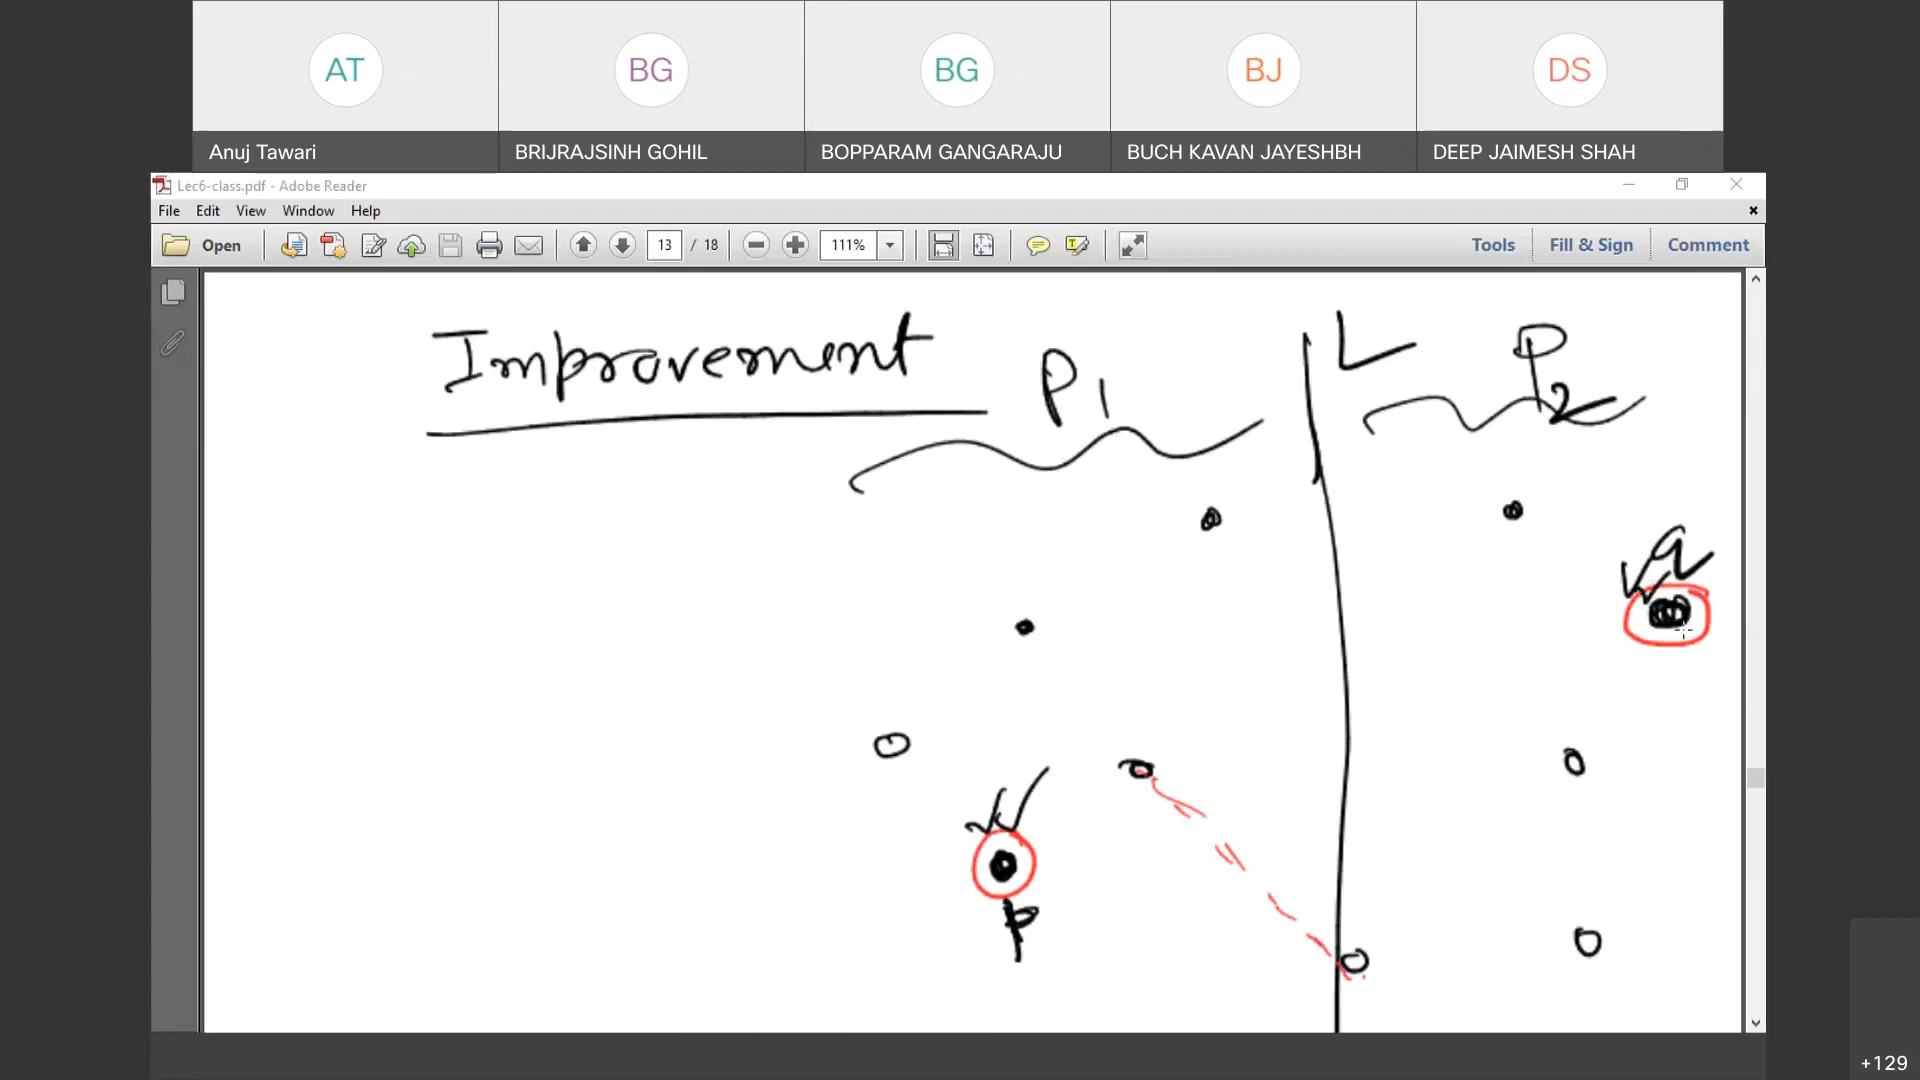 AT BG BG BJ DS
Anuj Tawari BRIJRAJSINH GOHIL BOPPARAM GANGARAJU BUCH KAVAN JAYESHBH DEEP JAIMESH SHAH
Lec6-class.pdf - Adobe Reader
File Edit View Window Help
Open 13 / 18 111% Tools Fill & Sign Comment
Improvement P1 L P2
q
p
+129